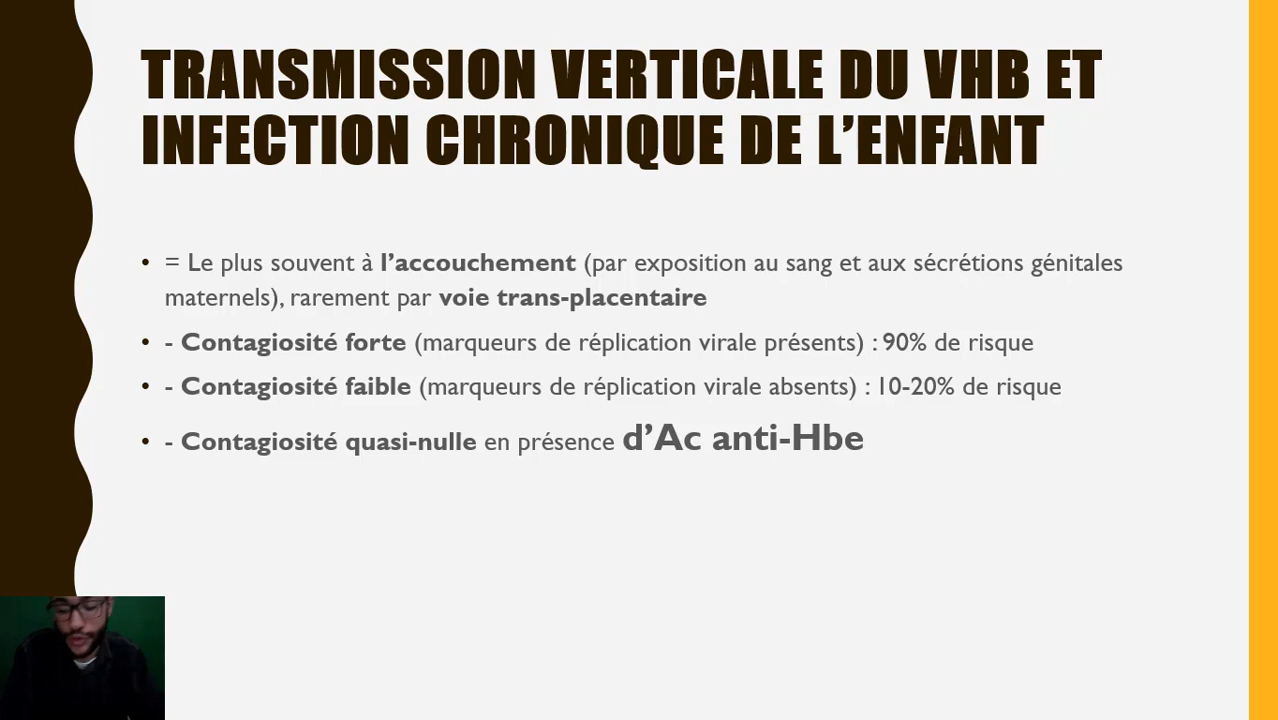 TRANSMISSION VERTICALE DU VHB ET
INFECTION CHRONIQUE DE L’ENFANT
• = Le plus souvent à l’accouchement (par exposition au sang et aux sécrétions génitales
maternels), rarement par voie trans-placentaire
• - Contagiosité forte (marqueurs de réplication virale présents) : 90% de risque
• - Contagiosité faible (marqueurs de réplication virale absents) : 10-20% de risque
• - Contagiosité quasi-nulle en présence d’Ac anti-Hbe